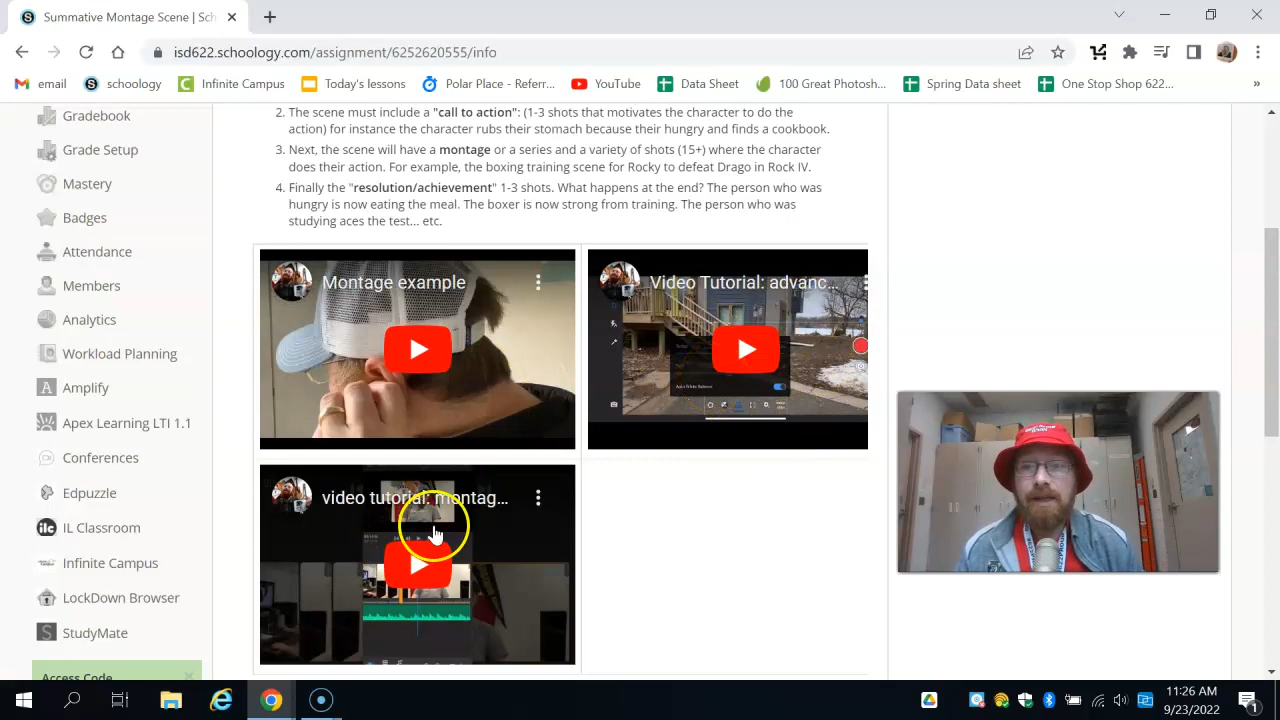 Summative Montage Scene | Sch
isd622.schoology.com/assignment/6252620555/info
email
schoology
Infinite Campus
Today's lessons
Polar Place - Referr...
YouTube
Data Sheet
100 Great Photosh...
Spring Data sheet
One Stop Shop 622...
»
Gradebook
Grade Setup
Mastery
Badges
Attendance
Members
Analytics
Workload Planning
Amplify
Apex Learning LTI 1.1
Conferences
Edpuzzle
IL Classroom
Infinite Campus
LockDown Browser
StudyMate
Access Code
2. The scene must include a "call to action": (1-3 shots that motivates the character to do the
action) for instance the character rubs their stomach because their hungry and finds a cookbook.
3. Next, the scene will have a montage or a series and a variety of shots (15+) where the character
does their action. For example, the boxing training scene for Rocky to defeat Drago in Rock IV.
4. Finally the "resolution/achievement" 1-3 shots. What happens at the end? The person who was
hungry is now eating the meal. The boxer is now strong from training. The person who was
studying aces the test... etc.
Montage example
Video Tutorial: advanc...
Auto White Balance
video tutorial: montag...
11:26 AM
9/23/2022
1